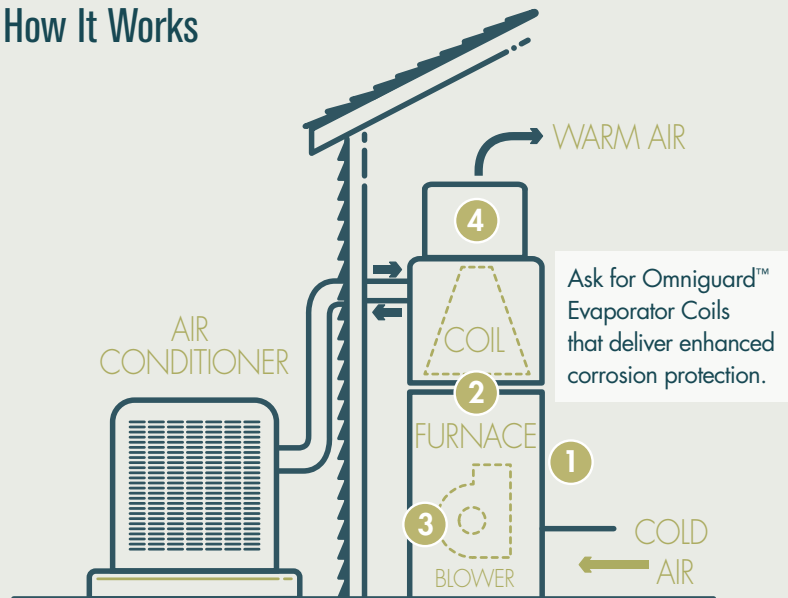 How It Works
WARM AIR
4
Ask for Omniguard™
Evaporator Coils
that deliver enhanced
corrosion protection.
AIR
CONDITIONER
COIL
2
FURNACE
1
3
BLOWER
COLD
AIR